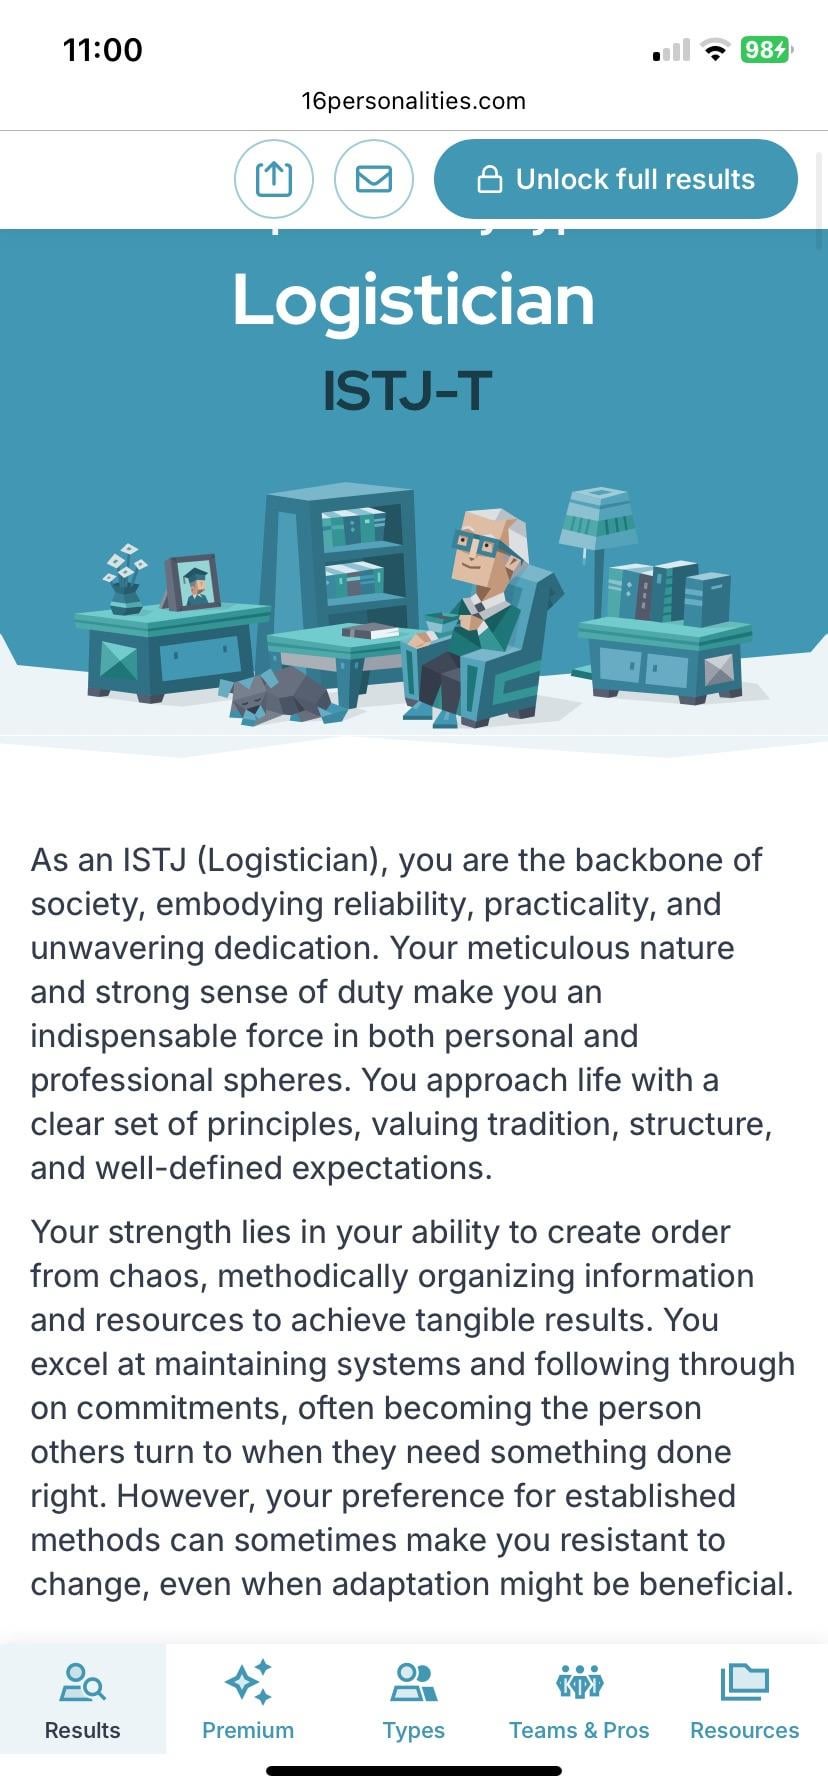 11:00
98
16personalities.com
Unlock full results
Logistician
ISTJ-T
As an ISTJ (Logistician), you are the backbone of
society, embodying reliability, practicality, and
unwavering dedication. Your meticulous nature
and strong sense of duty make you an
indispensable force in both personal and
professional spheres. You approach life with a
clear set of principles, valuing tradition, structure,
and well-defined expectations.
Your strength lies in your ability to create order
from chaos, methodically organizing information
and resources to achieve tangible results. You
excel at maintaining systems and following through
on commitments, often becoming the person
others turn to when they need something done
right. However, your preference for established
methods can sometimes make you resistant to
change, even when adaptation might be beneficial.
Results
Premium
Types
Teams & Pros
Resources